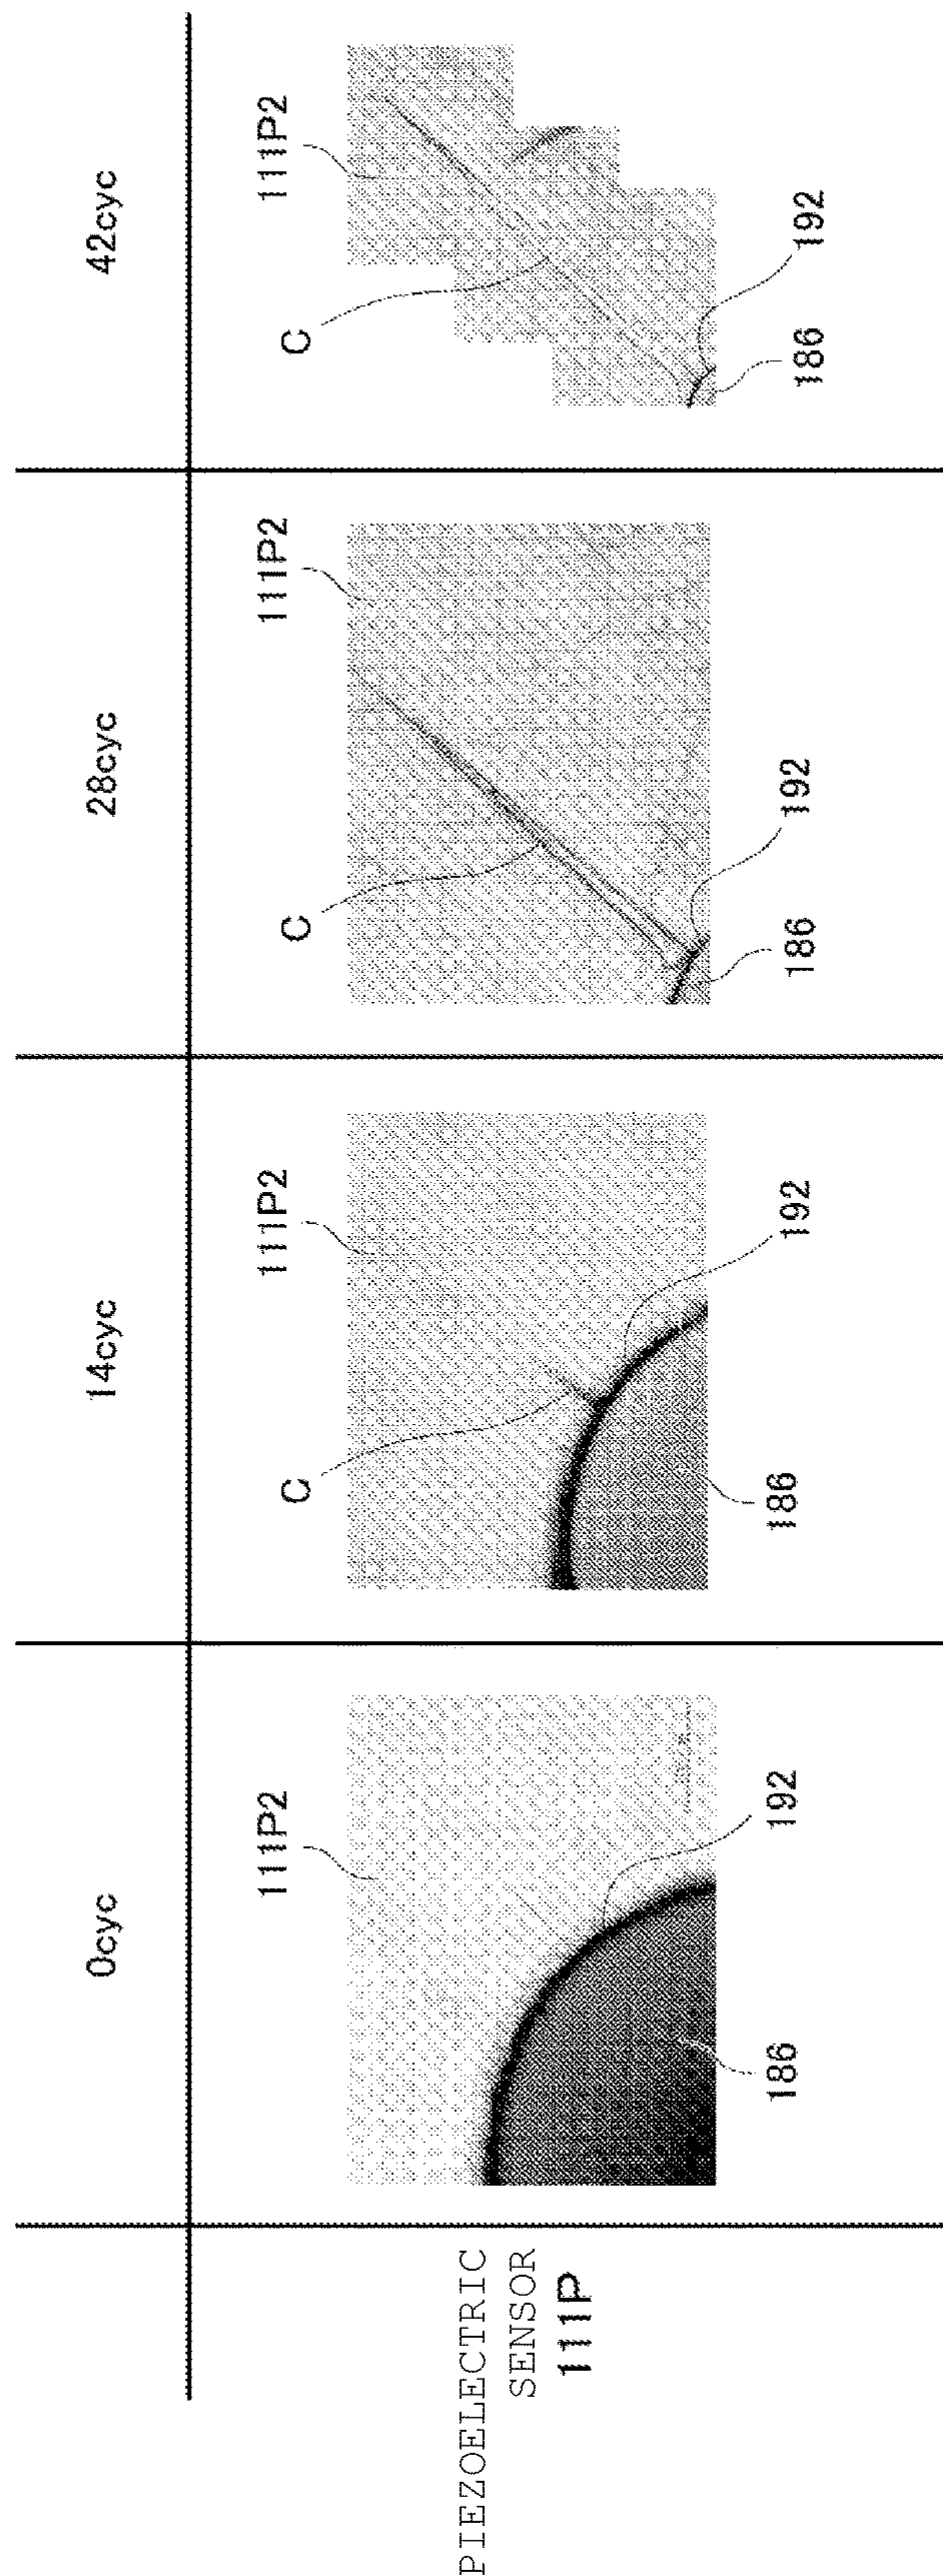 0cyc
14cyc
28cyc
42cyc
PIEZOELECTRIC
SENSOR
111P
111P2
192
186
111P2
C
192
186
111P2
C
192
186
111P2
C
192
186